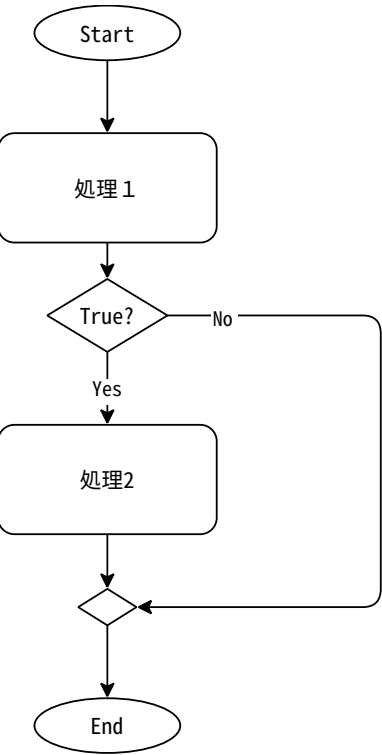 Start
処理１
True?
No
Yes
処理2
End